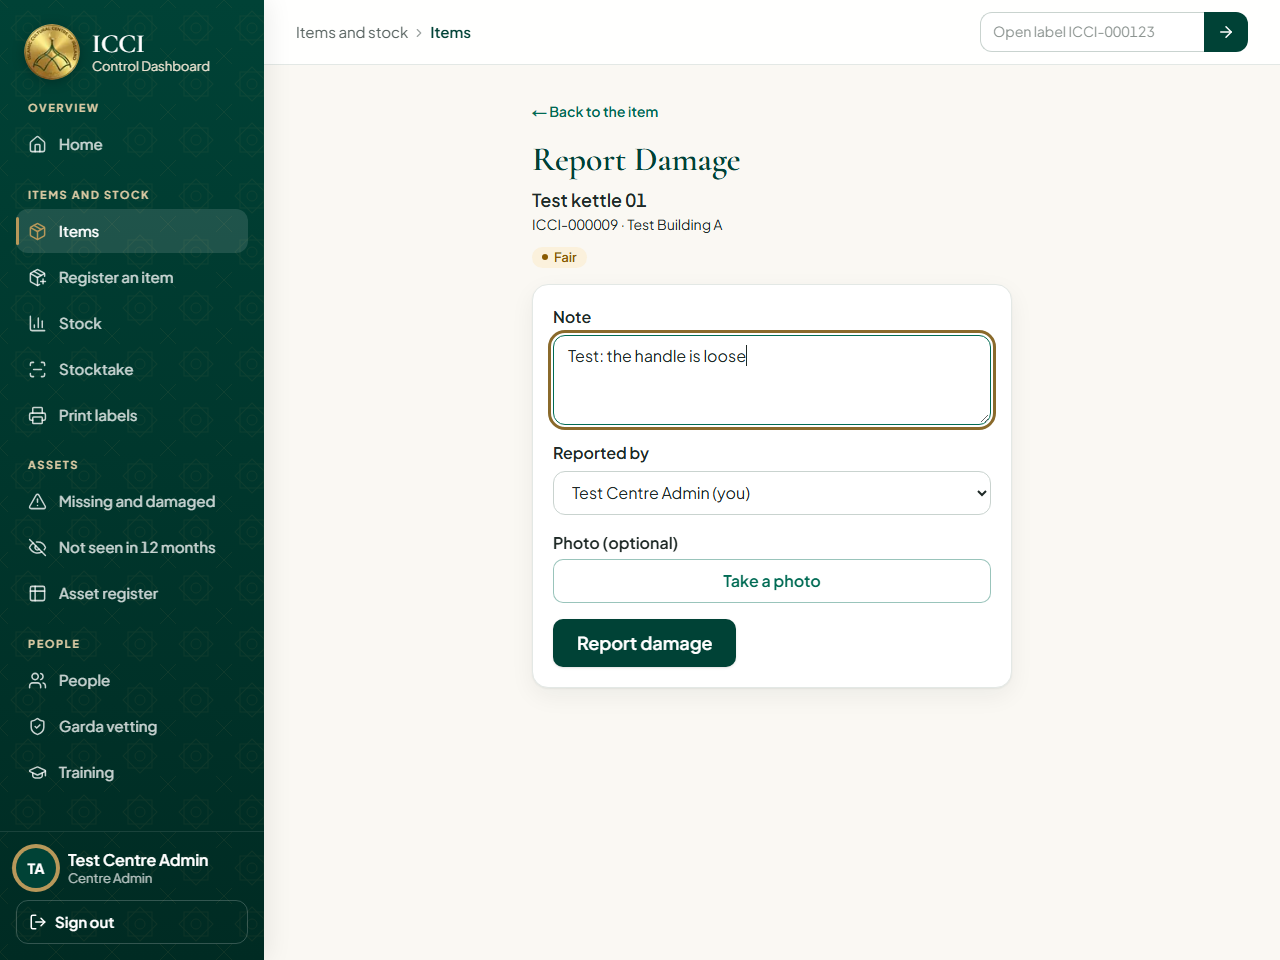 ICCI
Control Dashboard
OVERVIEW
Home
ITEMS AND STOCK
Items
Register an item
Stock
Stocktake
Print labels
ASSETS
Missing and damaged
Not seen in 12 months
Asset register
PEOPLE
People
Garda vetting
Training
TA
Test Centre Admin
Centre Admin
Sign out
Items and stock › Items
Open label ICCI-000123
← Back to the item
Report Damage
Test kettle 01
ICCI-000009 · Test Building A
Fair
Note
Test: the handle is loose
Reported by
Test Centre Admin (you)
Photo (optional)
Take a photo
Report damage